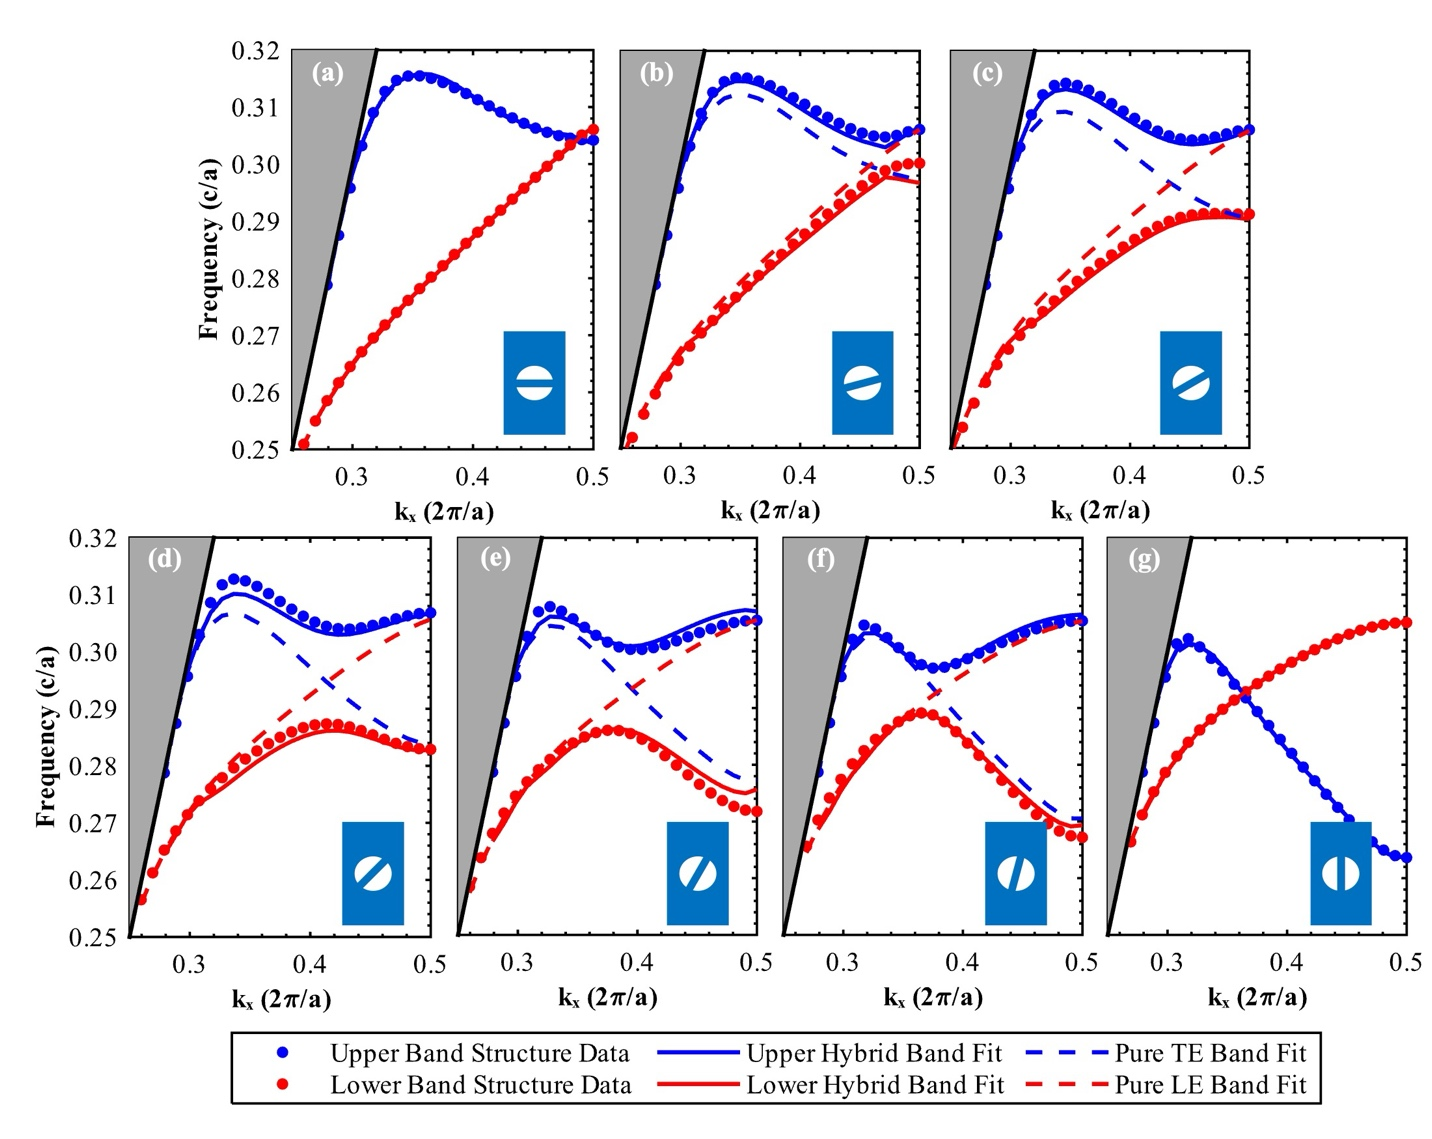 Frequency (c/a)
0.32
0.31
0.30
0.29
0.28
0.27
0.26
0.25
(a)
(b)
(c)
0.3 0.4 0.5
0.3 0.4 0.5
0.3 0.4 0.5
kₓ (2π/a)
kₓ (2π/a)
kₓ (2π/a)
Frequency (c/a)
0.32
0.31
0.30
0.29
0.28
0.27
0.26
0.25
(d)
(e)
(f)
(g)
0.3 0.4 0.5
0.3 0.4 0.5
0.3 0.4 0.5
0.3 0.4 0.5
kₓ (2π/a)
kₓ (2π/a)
kₓ (2π/a)
kₓ (2π/a)
Upper Band Structure Data Upper Hybrid Band Fit Pure TE Band Fit
Lower Band Structure Data Lower Hybrid Band Fit Pure LE Band Fit